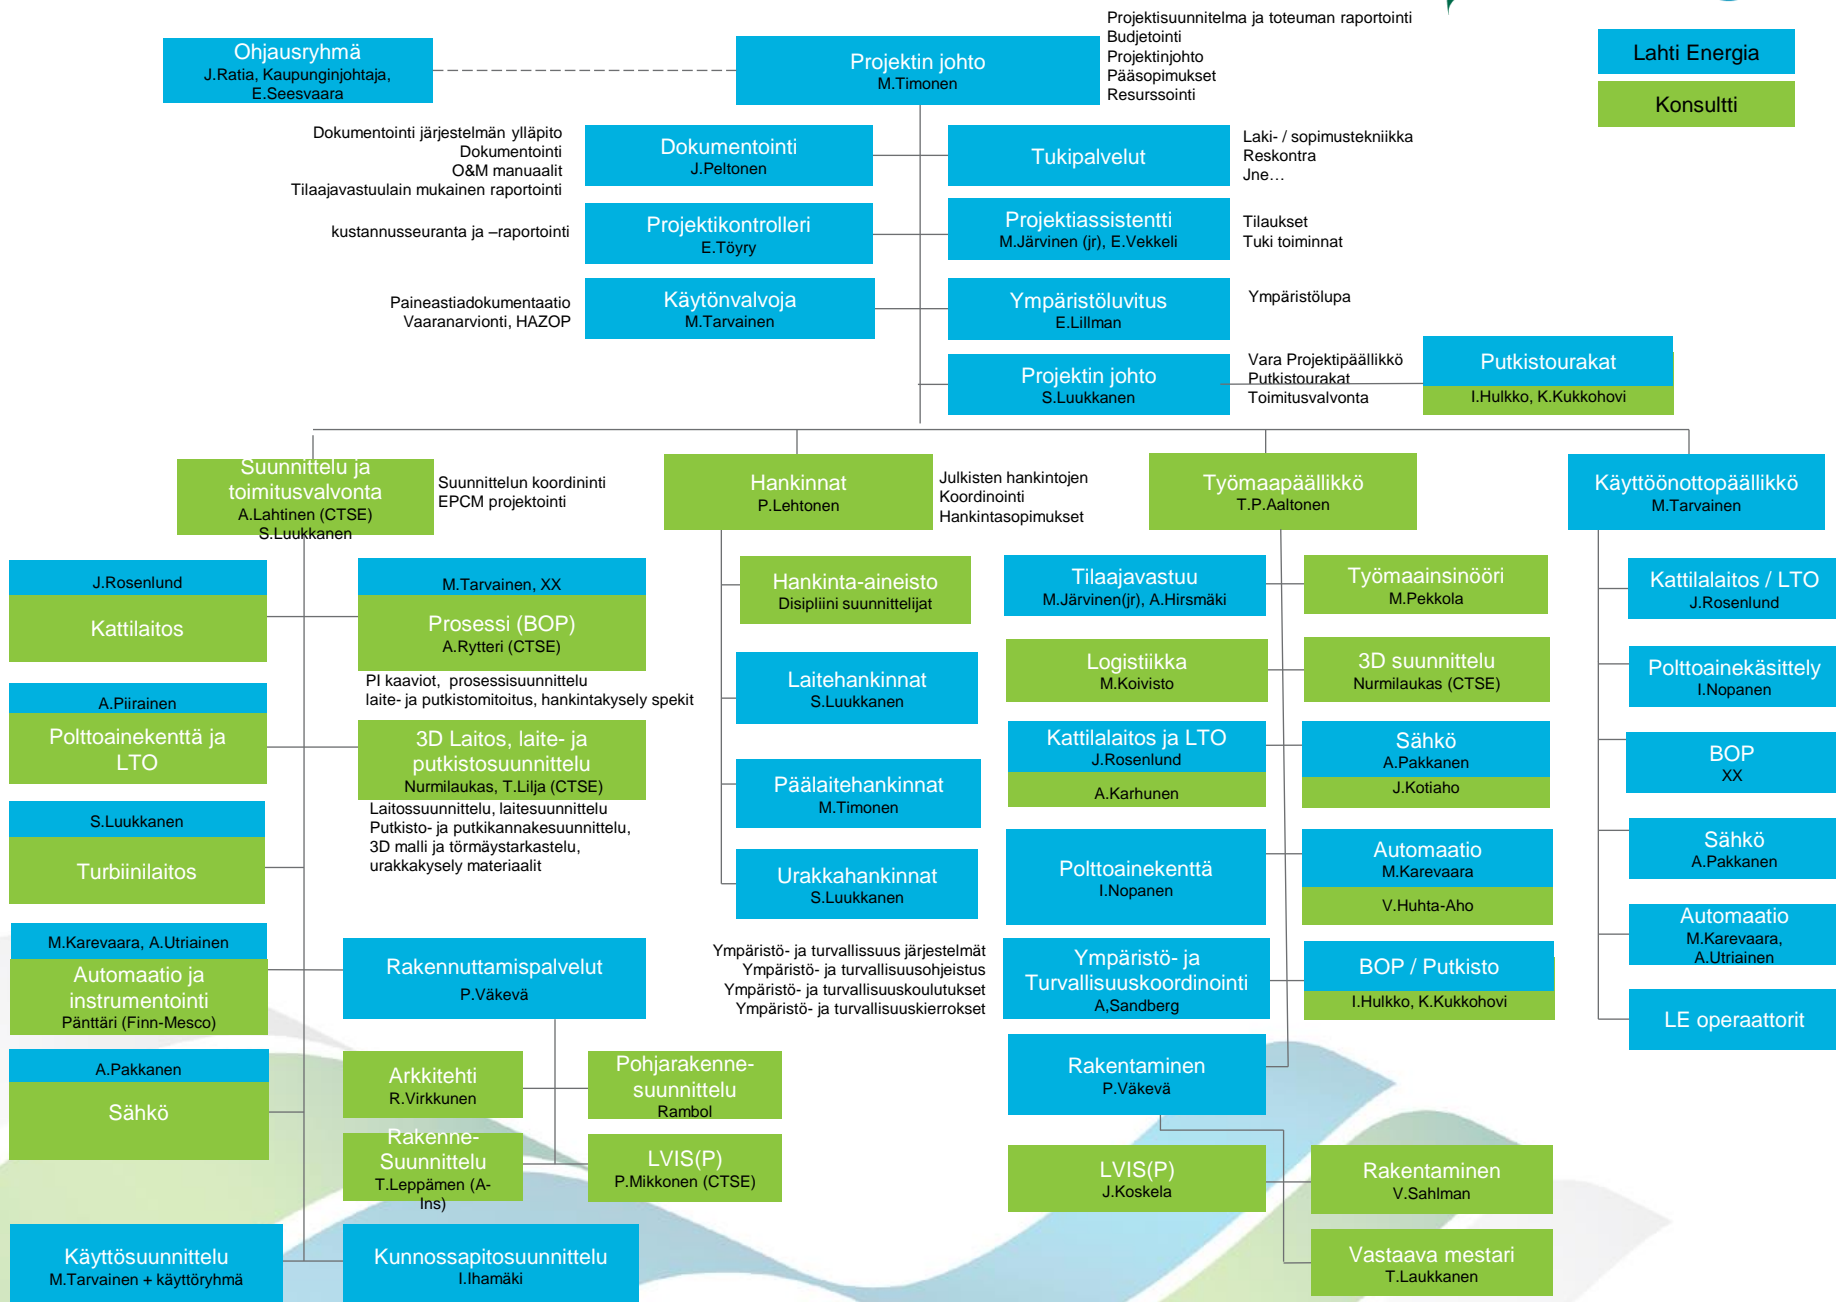 Projektisuunnitelma ja toteuman raportointi
Budjetointi
Projektinjohto
Pääsopimukset
Resurssointi
Ohjausryhmä
J.Ratia, Kaupunginjohtaja,
E.Seesvaara
Projektin johto
M.Timonen
Lahti Energia
Konsultti
Dokumentointi järjestelmän ylläpito
Dokumentointi
O&M manuaalit
Tilaajavastuulain mukainen raportointi
Dokumentointi
J.Peltonen
Tukipalvelut
Laki- / sopimustekniikka
Reskontra
Jne…
kustannusseuranta ja –raportointi
Projektikontrolleri
E.Töyry
Projektiassistentti
M.Järvinen (jr), E.Vekkeli
Tilaukset
Tuki toiminnat
Paineastiadokumentaatio
Vaaranarvionti, HAZOP
Käytönvalvoja
M.Tarvainen
Ympäristöluvitus
E.Lillman
Ympäristölupa
Projektin johto
S.Luukkanen
Vara Projektipäällikkö
Putkistourakat
Toimitusvalvonta
Putkistourakat
I.Hulkko, K.Kukkohovi
Suunnittelu ja
toimitusvalvonta
A.Lahtinen (CTSE)
S.Luukkanen
Suunnittelun koordininti
EPCM projektointi
Hankinnat
P.Lehtonen
Julkisten hankintojen
Koordinointi
Hankintasopimukset
Työmaapäällikkö
T.P.Aaltonen
Käyttöönottopäällikkö
M.Tarvainen
J.Rosenlund
Kattilaitos
M.Tarvainen, XX
Prosessi (BOP)
A.Rytteri (CTSE)
PI kaaviot,  prosessisuunnittelu
laite- ja putkistomitoitus, hankintakysely spekit
A.Piirainen
Polttoainekenttä ja
LTO
3D Laitos, laite- ja
putkistosuunnittelu
Nurmilaukas, T.Lilja (CTSE)
Laitossuunnittelu, laitesuunnittelu
Putkisto- ja putkikannakesuunnittelu,
3D malli ja törmäystarkastelu,
urakkakysely materiaalit
S.Luukkanen
Turbiinilaitos
M.Karevaara, A.Utriainen
Automaatio ja
instrumentointi
Pänttäri (Finn-Mesco)
Rakennuttamispalvelut
P.Väkevä
A.Pakkanen
Sähkö
Arkkitehti
R.Virkkunen
Pohjarakenne-
suunnittelu
Rambol
Rakenne-
Suunnittelu
T.Leppämen (A-
Ins)
LVIS(P)
P.Mikkonen (CTSE)
Käyttösuunnittelu
M.Tarvainen + käyttöryhmä
Kunnossapitosuunnittelu
I.Ihamäki
Hankinta-aineisto
Disipliini suunnittelijat
Laitehankinnat
S.Luukkanen
Päälaitehankinnat
M.Timonen
Urakkahankinnat
S.Luukkanen
Tilaajavastuu
M.Järvinen(jr), A.Hirsmäki
Työmaainsinööri
M.Pekkola
Logistiikka
M.Koivisto
3D suunnittelu
Nurmilaukas (CTSE)
Kattilalaitos ja LTO
J.Rosenlund
A.Karhunen
Sähkö
A.Pakkanen
J.Kotiaho
Polttoainekenttä
I.Nopanen
Automaatio
M.Karevaara
V.Huhta-Aho
Ympäristö- ja turvallissuus järjestelmät
Ympäristö- ja turvallisuusohjeistus
Ympäristö- ja turvallisuuskoulutukset
Ympäristö- ja turvallisuuskierrokset
Ympäristö- ja
Turvallisuuskoordinointi
A,Sandberg
BOP / Putkisto
I.Hulkko, K.Kukkohovi
Rakentaminen
P.Väkevä
LVIS(P)
J.Koskela
Rakentaminen
V.Sahlman
Vastaava mestari
T.Laukkanen
Kattilalaitos / LTO
J.Rosenlund
Polttoainekäsittely
I.Nopanen
BOP
XX
Sähkö
A.Pakkanen
Automaatio
M.Karevaara,
A.Utriainen
LE operaattorit